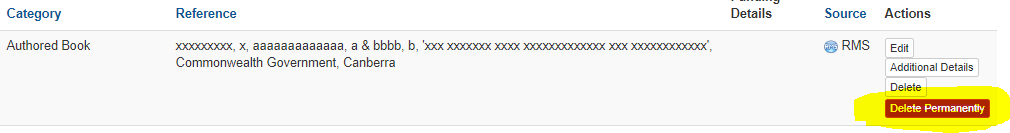 Funding
Category Reference Details Source Actions
Authored Book xxxxxxxxx, x, aaaaaaaaaaaaa, a & bbbb, b, 'xxx xxxxxxx xxxx xxxxxxxxxxxxx xxx xxxxxxxxxxxx', RMS Edit
Commonwealth Government, Canberra Additional Details
Delete
Delete Permanently